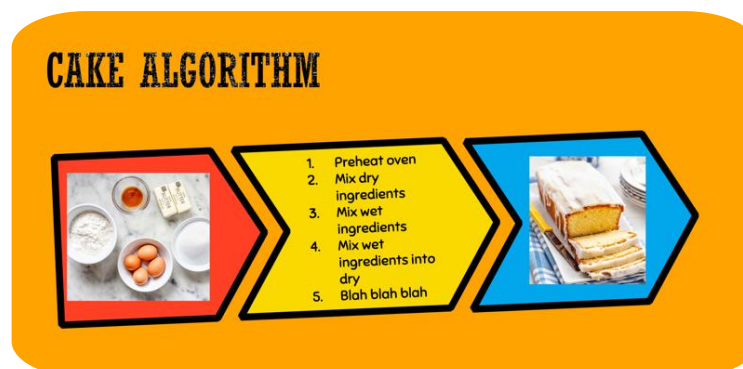 CAKE ALGORITHM
1. Preheat oven
2. Mix dry
ingredients
3. Mix wet
ingredients
4. Mix wet
ingredients into
dry
5. Blah blah blah